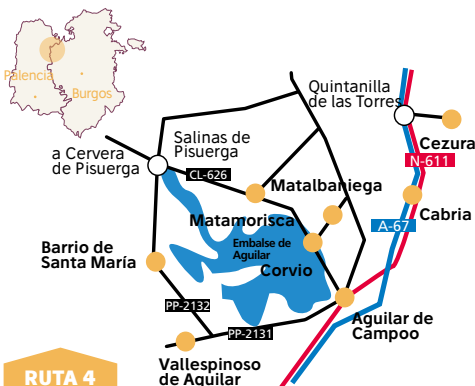 Palencia
Burgos
Quintanilla
de las Torres
Cezura
N-611
Salinas de
Pisuerga
a Cervera
de Pisuerga
CL-626
Matalbaniega
Cabria
Matamorisca
A-67
Embalse de
Aguilar
Barrio de
Santa María
Corvio
PP-2132
PP-2131
Aguilar de
Campoo
Vallespinoso
de Aguilar
RUTA 4